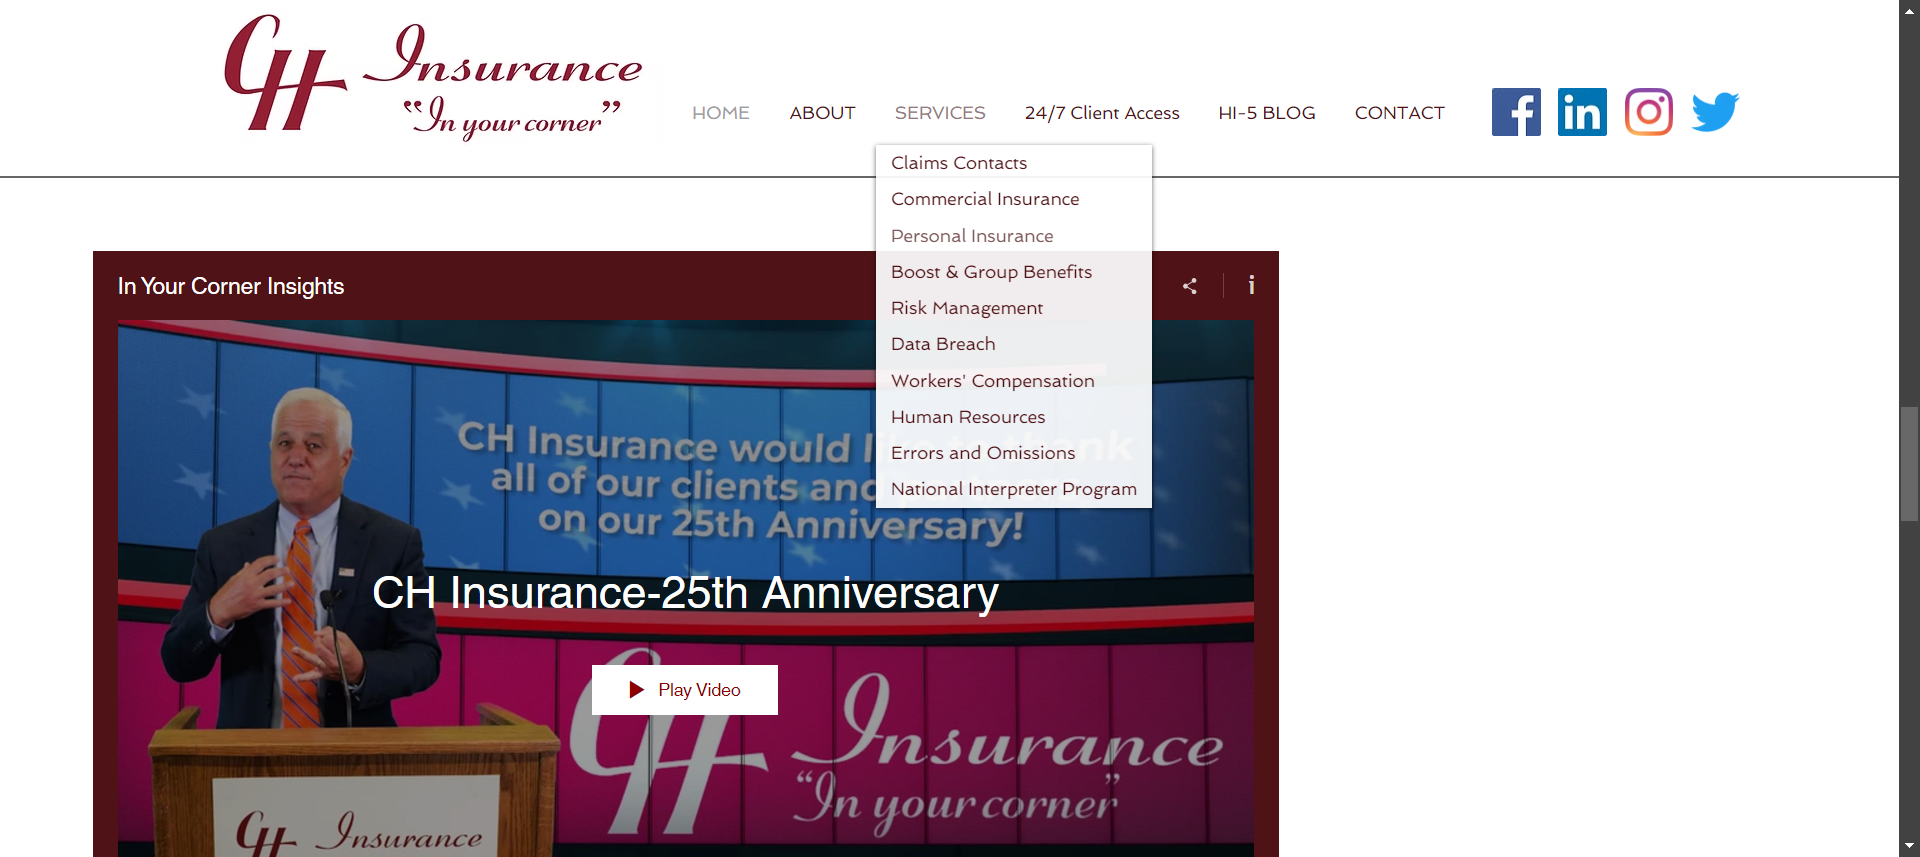 CH Insurance
"In your corner"
HOME
ABOUT
SERVICES
24/7 Client Access
HI-5 BLOG
CONTACT
Claims Contacts
Commercial Insurance
Personal Insurance
Boost & Group Benefits
Risk Management
Data Breach
Workers' Compensation
Human Resources
Errors and Omissions
National Interpreter Program
In Your Corner Insights
CH Insurance would like to thank
all of our clients and
on our 25th Anniversary!
CH Insurance-25th Anniversary
Play Video
CH Insurance
"In your corner"
CH Insurance